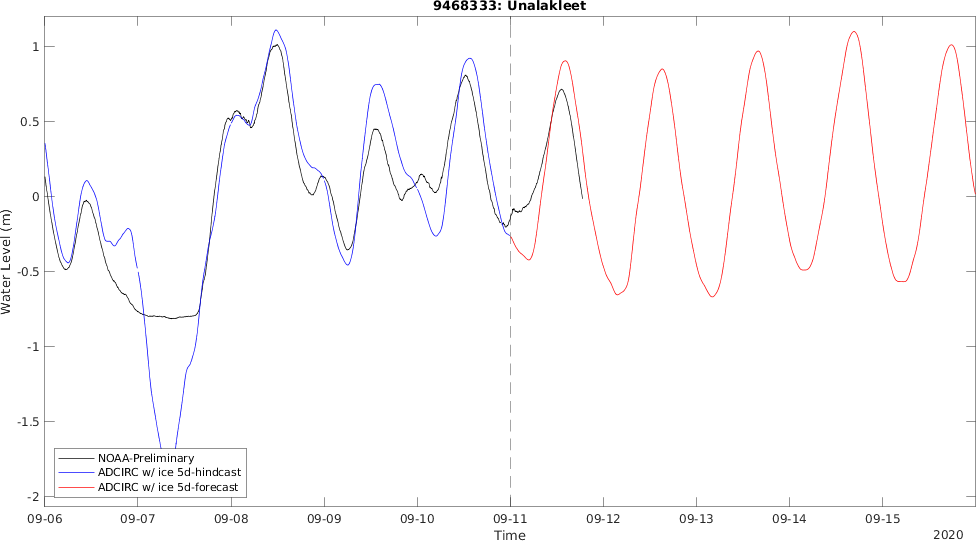 9468333: Unalakleet
Water Level (m)
1
0.5
0
-0.5
-1
-1.5
-2
NOAA-Preliminary
ADCIRC w/ ice 5d-hindcast
ADCIRC w/ ice 5d-forecast
09-06 09-07 09-08 09-09 09-10 09-11 09-12 09-13 09-14 09-15
Time
2020